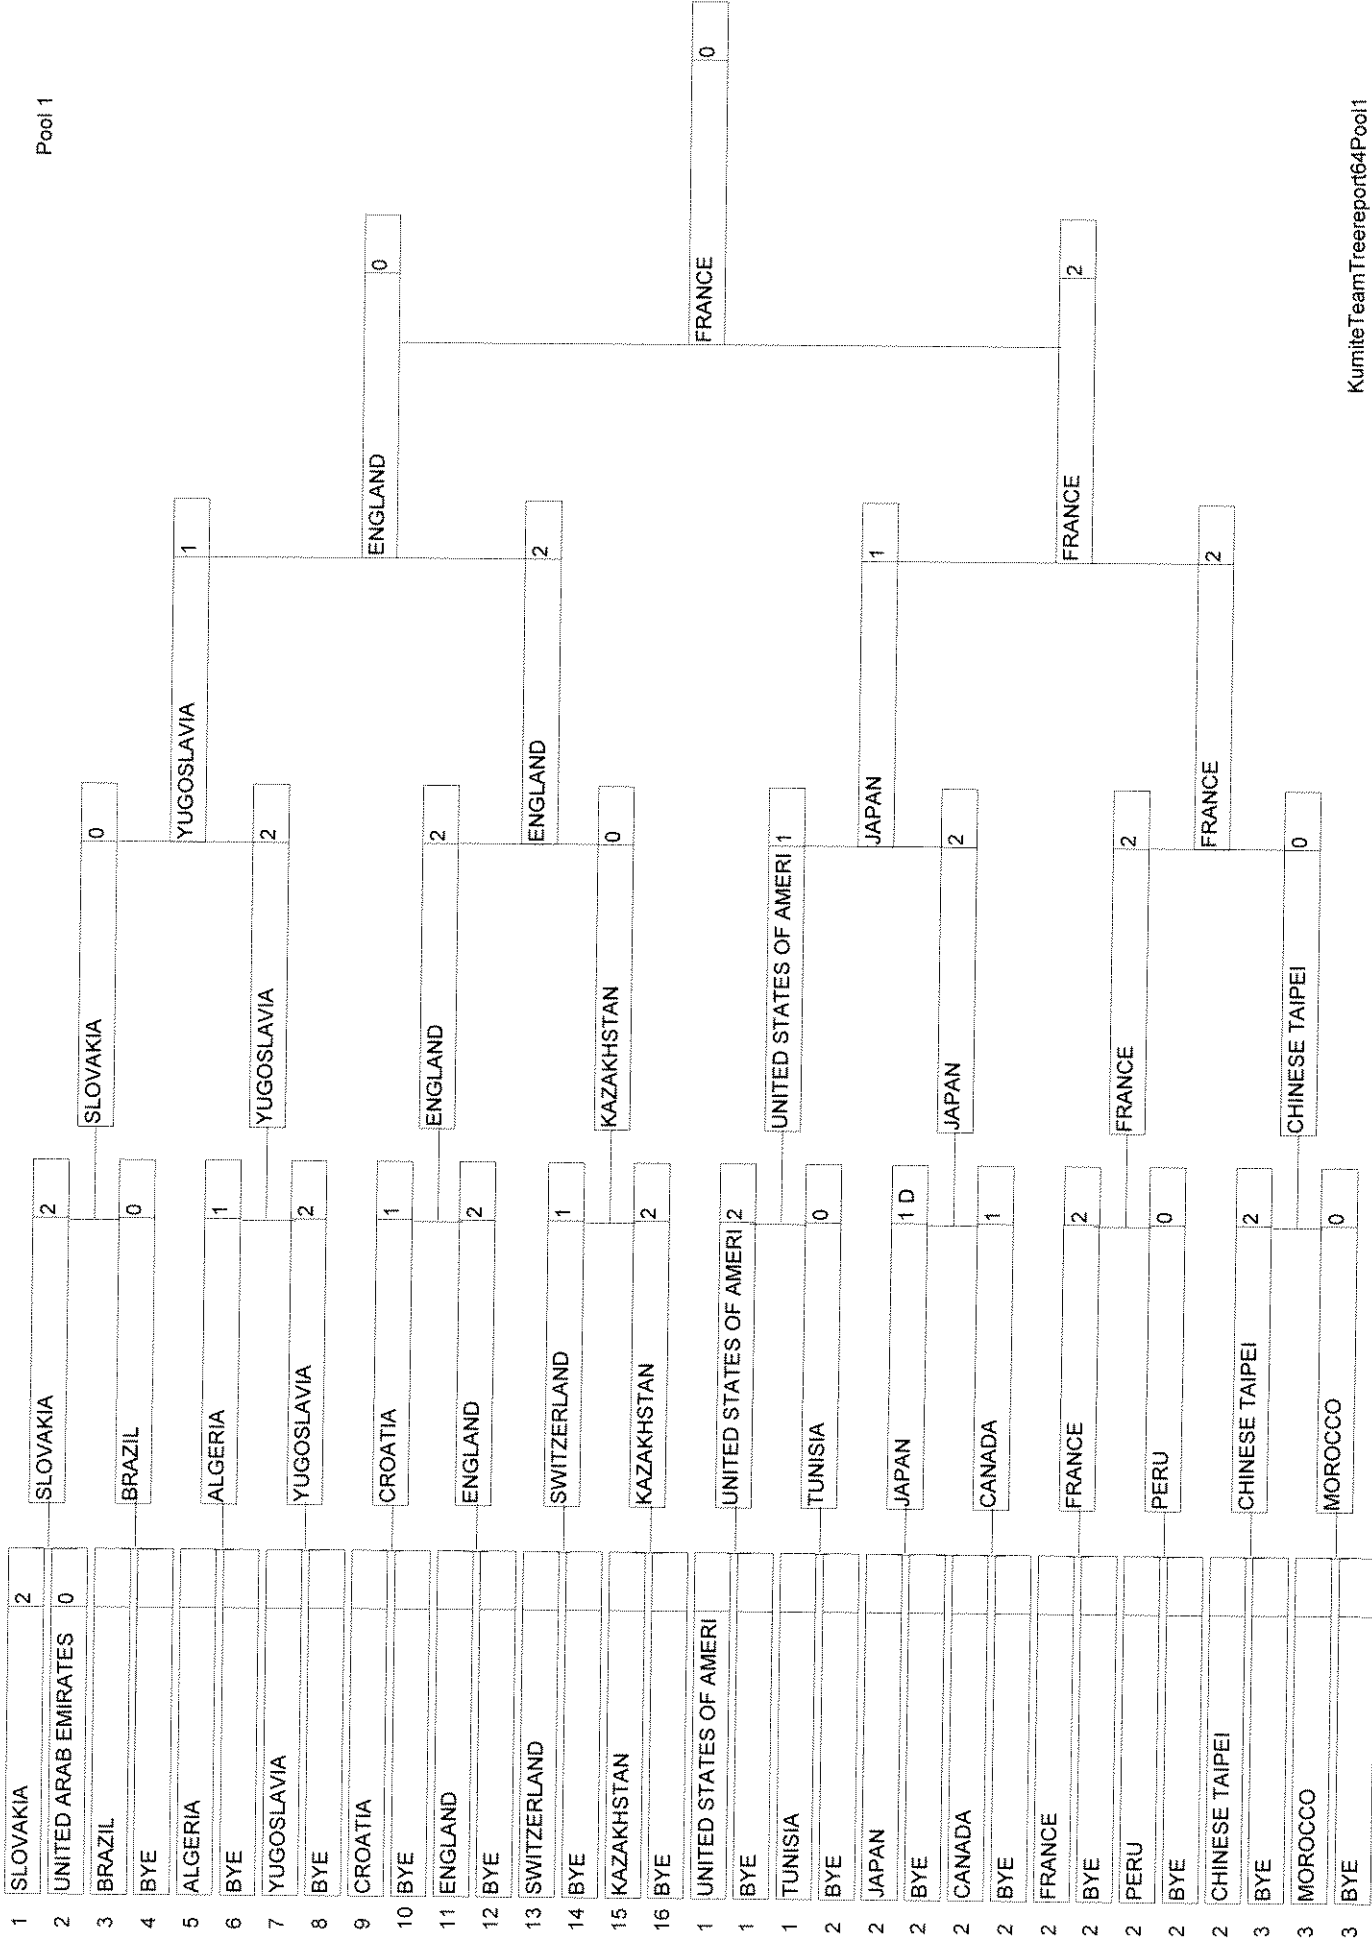 Pool 1
1 SLOVAKIA 2
2 UNITED ARAB EMIRATES 0
3 BRAZIL
4 BYE
5 ALGERIA
6 BYE
7 YUGOSLAVIA
8 BYE
9 CROATIA
10 BYE
11 ENGLAND
12 BYE
13 SWITZERLAND
14 BYE
15 KAZAKHSTAN
16 BYE
1 UNITED STATES OF AMERI
1 BYE
1 TUNISIA
2 BYE
2 JAPAN
2 BYE
2 CANADA
2 BYE
2 FRANCE
2 BYE
2 PERU
2 BYE
2 CHINESE TAIPEI
3 BYE
3 MOROCCO
3 BYE
SLOVAKIA 2
BRAZIL 0
ALGERIA 1
YUGOSLAVIA 2
CROATIA 1
ENGLAND 2
SWITZERLAND 1
KAZAKHSTAN 2
UNITED STATES OF AMERI 2
TUNISIA 0
JAPAN 1 D
CANADA 1
FRANCE 2
PERU 0
CHINESE TAIPEI 2
MOROCCO 0
SLOVAKIA 0
YUGOSLAVIA 2
ENGLAND 2
KAZAKHSTAN 0
UNITED STATES OF AMERI 1
JAPAN 2
FRANCE 2
CHINESE TAIPEI 0
YUGOSLAVIA 1
ENGLAND 2
JAPAN 1
FRANCE 2
ENGLAND 0
FRANCE 2
FRANCE 0
KumiteTeamTreereport64Pool1